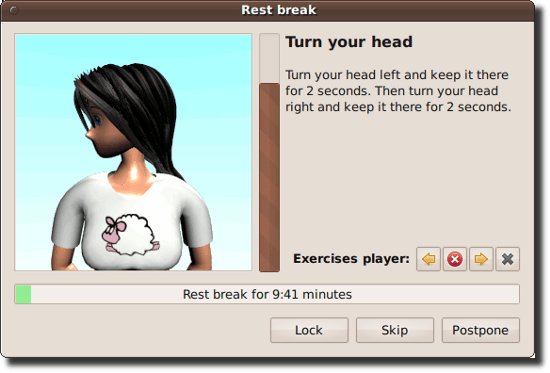 Rest break
Turn your head
Turn your head left and keep it there
for 2 seconds. Then turn your head
right and keep it there for 2 seconds.
Exercises player:
Rest break for 9:41 minutes
Lock
Skip
Postpone